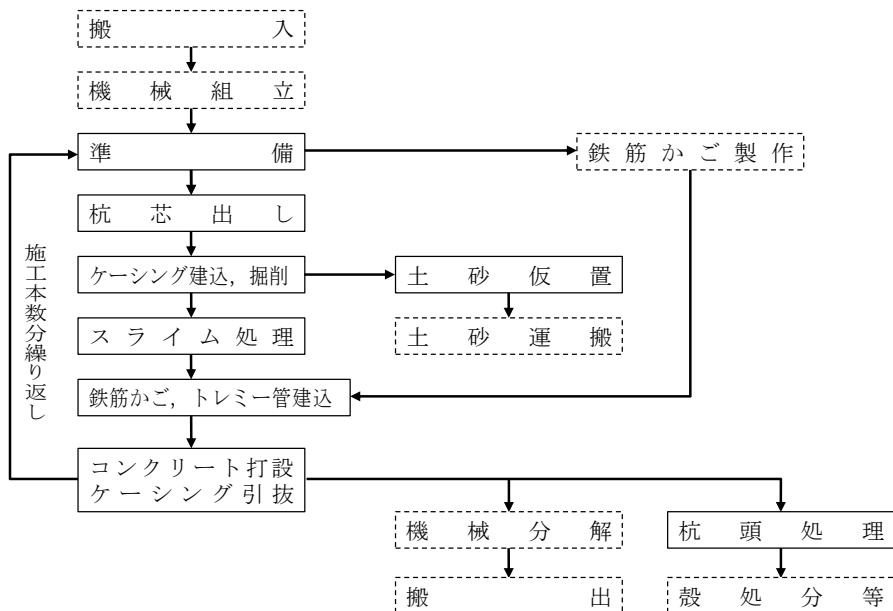 搬入
機械組立
準備
鉄筋かご製作
杭芯出し
ケーシング建込，掘削
土砂仮置
スライム処理
土砂運搬
鉄筋かご，トレミー管建込
施工本数分繰り返し
コンクリート打設
ケーシング引抜
機械分解
杭頭処理
搬出
殻処分等